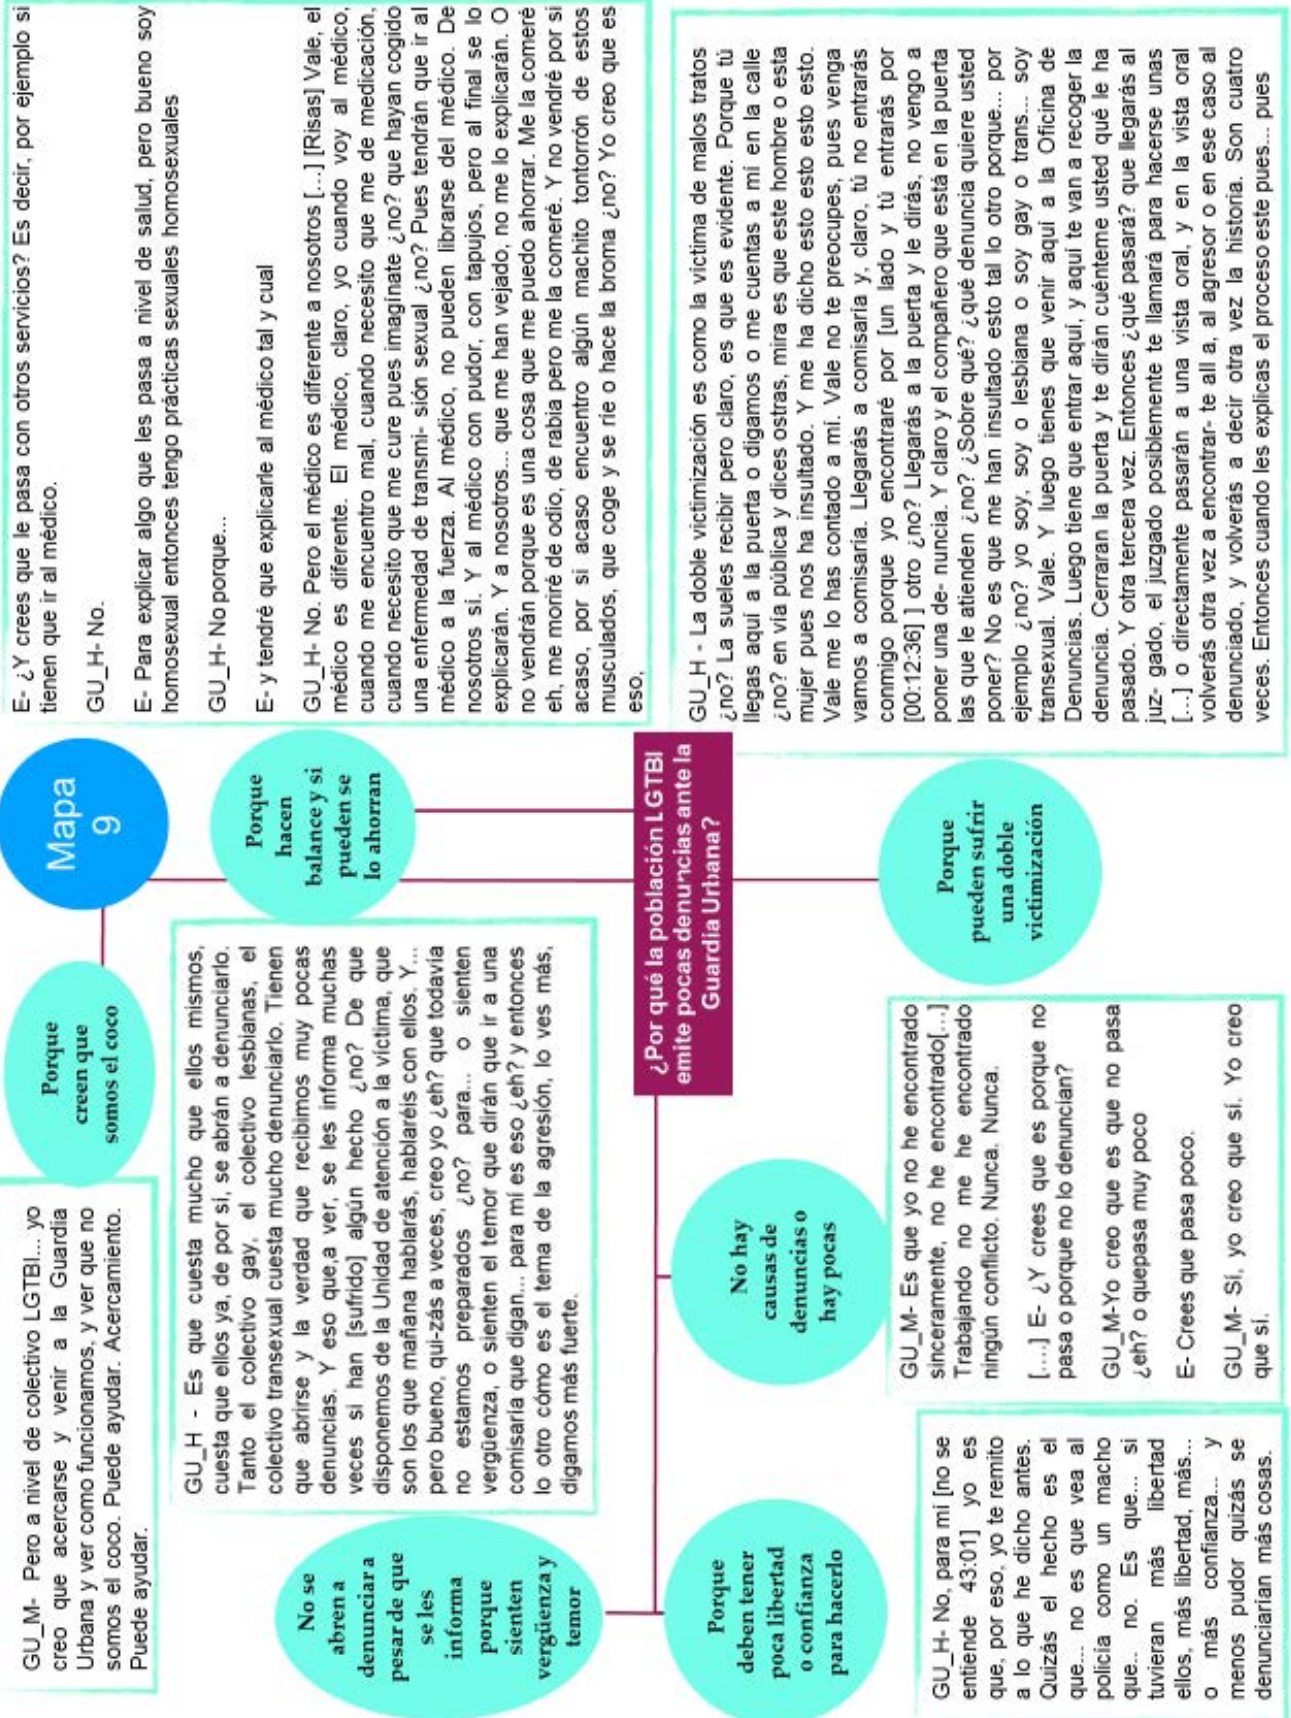 GU_M- Pero a nivel de colectivo LGTBI... yo
creo que acercarse y venir a la Guardia
Urbana y ver como funcionamos, y ver que no
somos el coco. Puede ayudar. Acercamiento.
Puede ayudar.
Porque
creen que
somos el coco
Mapa
9
E- ¿Y crees que le pasa con otros servicios? Es decir, por ejemplo si
tienen que ir al médico.
GU_H- No.
E- Para explicar algo que les pasa a nivel de salud, pero bueno soy
homosexual entonces tengo prácticas sexuales homosexuales
GU_H- No porque...
E- y tendré que explicarle al médico tal y cual
GU_H- No. Pero el médico es diferente a nosotros [...] [Risas] Vale, el
médico es diferente. El médico, claro, yo cuando voy al médico,
cuando me encuentro mal, cuando necesito que me de medicación,
cuando necesito que me cure pues imagínate ¿no? que hayan cogido
una enfermedad de transmi- sión sexual ¿no? Pues tendrán que ir al
médico a la fuerza. Al médico, no pueden librarse del médico. De
nosotros sí. Y al médico con pudor, con tapujos, pero al final se lo
explicarán. Y a nosotros... que me han vejado, no me lo explicarán. O
no vendrán porque es una cosa que me puedo ahorrar. Me la comeré
eh, me moriré de odio, de rabia pero me la comeré. Y no vendré por si
acaso, por si acaso encuentro algún machito tontorrón de estos
musculados, que coge y se ríe o hace la broma ¿no? Yo creo que es
eso,
Porque
hacen
balance y si
pueden se
lo ahorran
GU_H - Es que cuesta mucho que ellos mismos,
cuesta que ellos ya, de por sí, se abrán a denunciarlo.
Tanto el colectivo gay, el colectivo lesbianas, el
colectivo transexual cuesta mucho denunciarlo. Tienen
que abrirse y la verdad que recibimos muy pocas
denuncias. Y eso que,a ver, se les informa muchas
veces si han [sufrido] algún hecho ¿no? De que
disponemos de la Unidad de atención a la víctima, que
son los que mañana hablarás, hablaréis con ellos. Y...
pero bueno, qui-zás a veces, creo yo ¿eh? que todavía
no estamos preparados ¿no? para... o sienten
vergüenza, o sienten el temor que dirán que ir a una
comisaría que digan... para mí es eso ¿eh? y entonces
lo otro cómo es el tema de la agresión, lo ves más,
digamos más fuerte.
No se
abren a
denunciar a
pesar de que
se les
informa
porque
sienten
vergüenza y
temor
¿Por qué la población LGTBI
emite pocas denuncias ante la
Guardia Urbana?
Porque
deben tener
poca libertad
o confianza
para hacerlo
No hay
causas de
denuncias o
hay pocas
Porque
pueden sufrir
una doble
victimización
GU_H- No, para mí [no se
entiende 43:01] yo es
que, por eso, yo te remito
a lo que he dicho antes.
Quizás el hecho es el
que... no es que vea al
policía como un macho
que... no. Es que... si
tuvieran más libertad
ellos, más libertad, más...
o más confianza... y
menos pudor quizás se
denunciarían más cosas.
GU_M- Es que yo no he encontrado
sinceramente, no he encontrado[...]
Trabajando no me he encontrado
ningún conflicto. Nunca. Nunca.
[....] E- ¿Y crees que es porque no
pasa o porque no lo denuncian?
GU_M-Yo creo que es que no pasa
¿eh? o quepasa muy poco
E- Crees que pasa poco.
GU_M- Sí, yo creo que sí. Yo creo
que sí.
GU_H - La doble victimización es como la víctima de malos tratos
¿no? La sueles recibir pero claro, es que es evidente. Porque tú
llegas aquí a la puerta o digamos o me cuentas a mí en la calle
¿no? en vía pública y dices ostras, mira es que este hombre o esta
mujer pues nos ha insultado. Y me ha dicho esto esto esto esto.
Vale me lo has contado a mí. Vale no te preocupes, pues venga
vamos a comisaría. Llegarás a comisaría y, claro, tú no entrarás
conmigo porque yo encontraré por [un lado y tú entrarás por
[00:12:36] ] otro ¿no? Llegarás a la puerta y le dirás, no vengo a
poner una de- nuncia. Y claro y el compañero que está en la puerta
las que le atienden ¿no? ¿Sobre qué? ¿qué denuncia quiere usted
poner? No es que me han insultado esto tal lo otro porque... por
ejemplo ¿no? yo soy, soy o lesbiana o soy gay o trans... soy
transexual. Vale. Y luego tienes que venir aquí a la Oficina de
Denuncias. Luego tiene que entrar aquí, y aquí te van a recoger la
denuncia. Cerraran la puerta y te dirán cuénteme usted qué le ha
pasado. Y otra tercera vez. Entonces ¿qué pasará? que llegarás al
juz- gado, el juzgado posiblemente te llamará para hacerse unas
[...] o directamente pasarán a una vista oral, y en la vista oral
volverás otra vez a encontrar- te all a, al agresor o en ese caso al
denunciado, y volverás a decir otra vez la historia. Son cuatro
veces. Entonces cuando les explicas el proceso este pues... pues